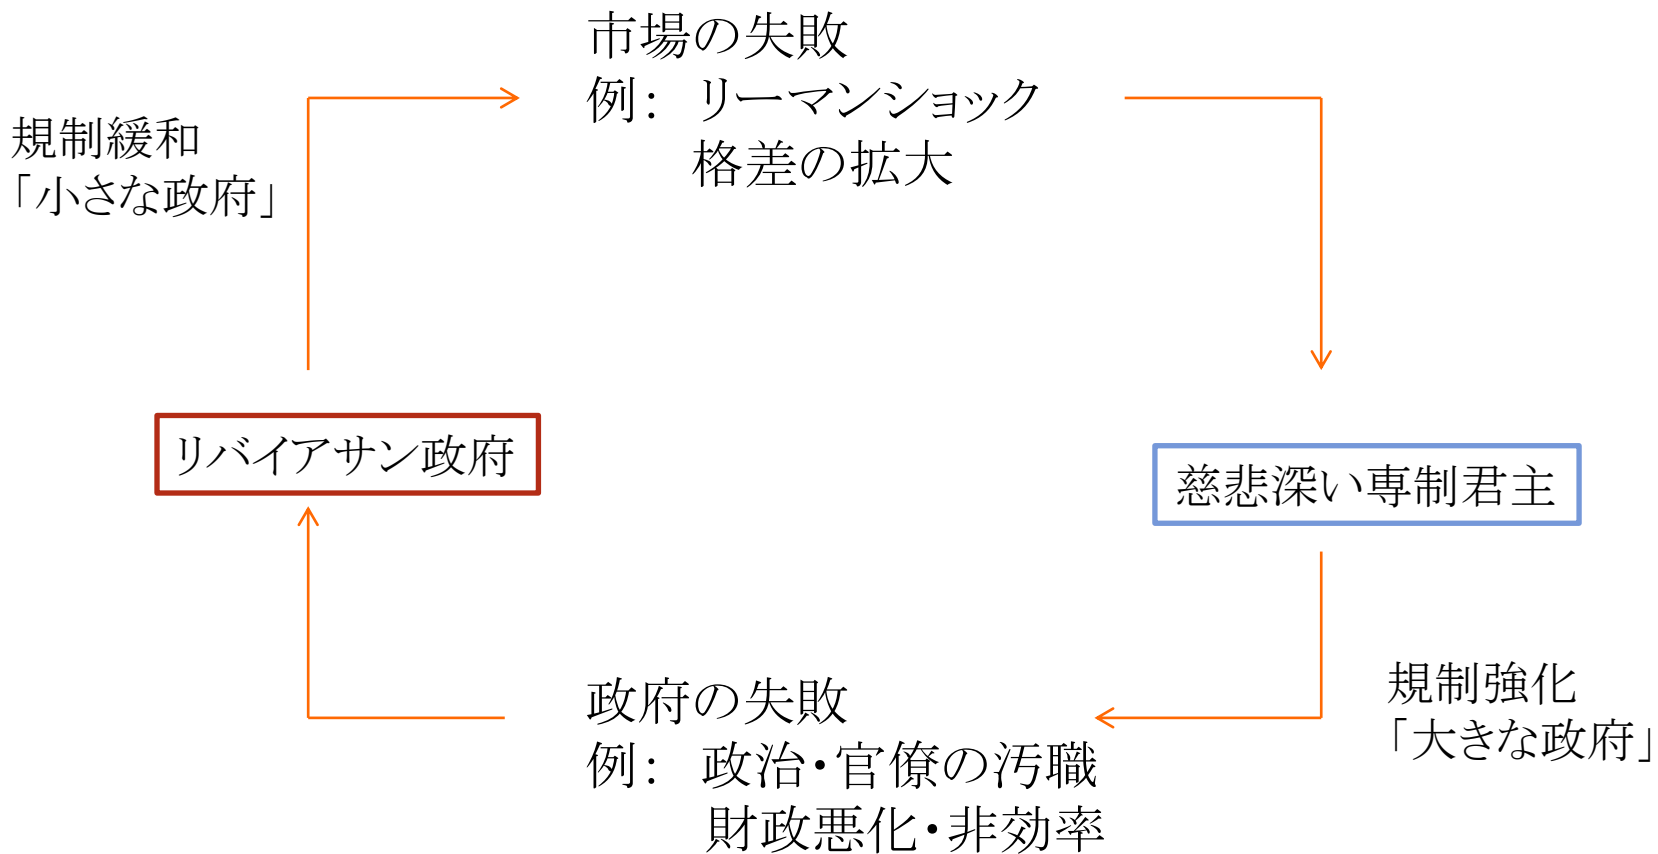 市場の失敗
例： リーマンショック
格差の拡大
規制緩和
「小さな政府」
リバイアサン政府
慈悲深い専制君主
規制強化
「大きな政府」
政府の失敗
例： 政治・官僚の汚職
財政悪化・非効率